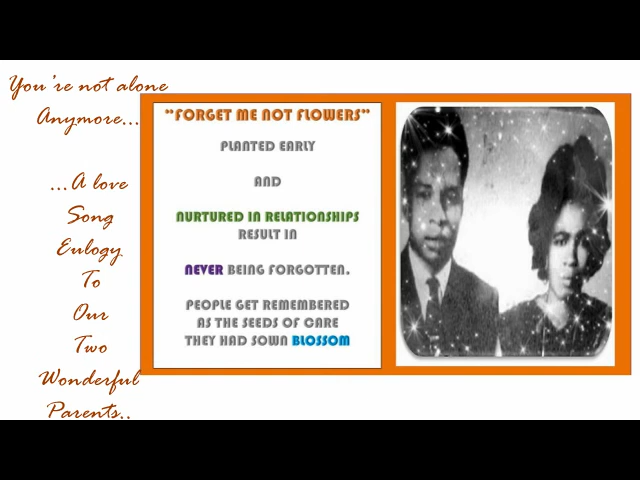 You're not alone
Anymore...
...A love
Song
Eulogy
To
Our
Two
Wonderful
Parents..
"FORGET ME NOT FLOWERS"
PLANTED EARLY
AND
NURTURED IN RELATIONSHIPS
RESULT IN
NEVER BEING FORGOTTEN.
PEOPLE GET REMEMBERED
AS THE SEEDS OF CARE
THEY HAD SOWN BLOSSOM